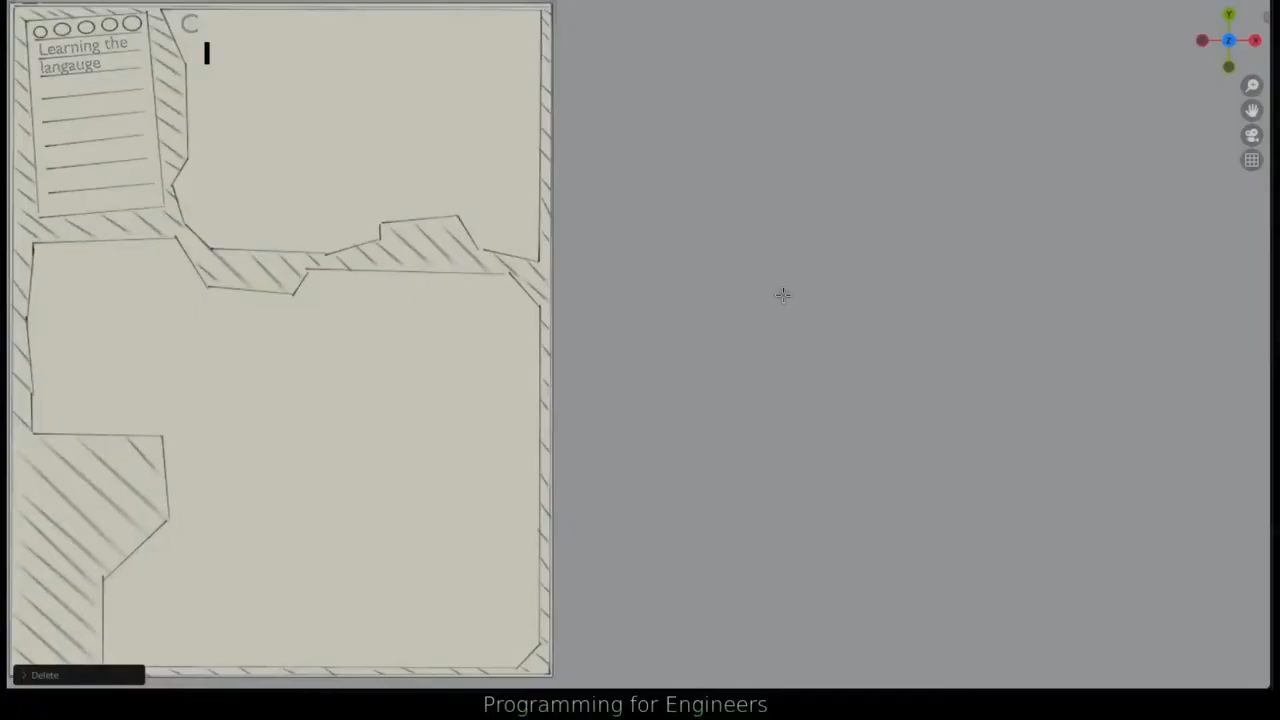 C
Learning the
langauge
Y
Z
X
Delete
Programming for Engineers